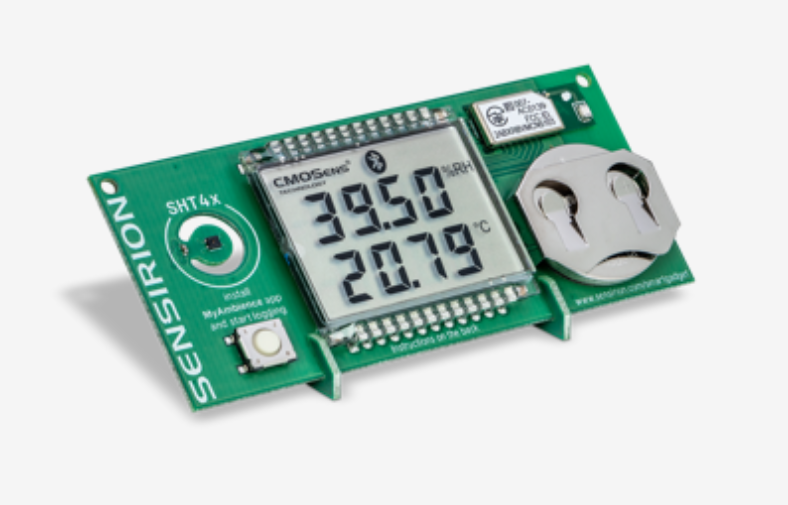 SENSIRION
SHT4x
install
MyAmbience app
and start logging
CMOSENS®
TECHNOLOGY
39.50 %RH
20.79 °C
Instructions on the back
www.sensirion.com/smartgadget